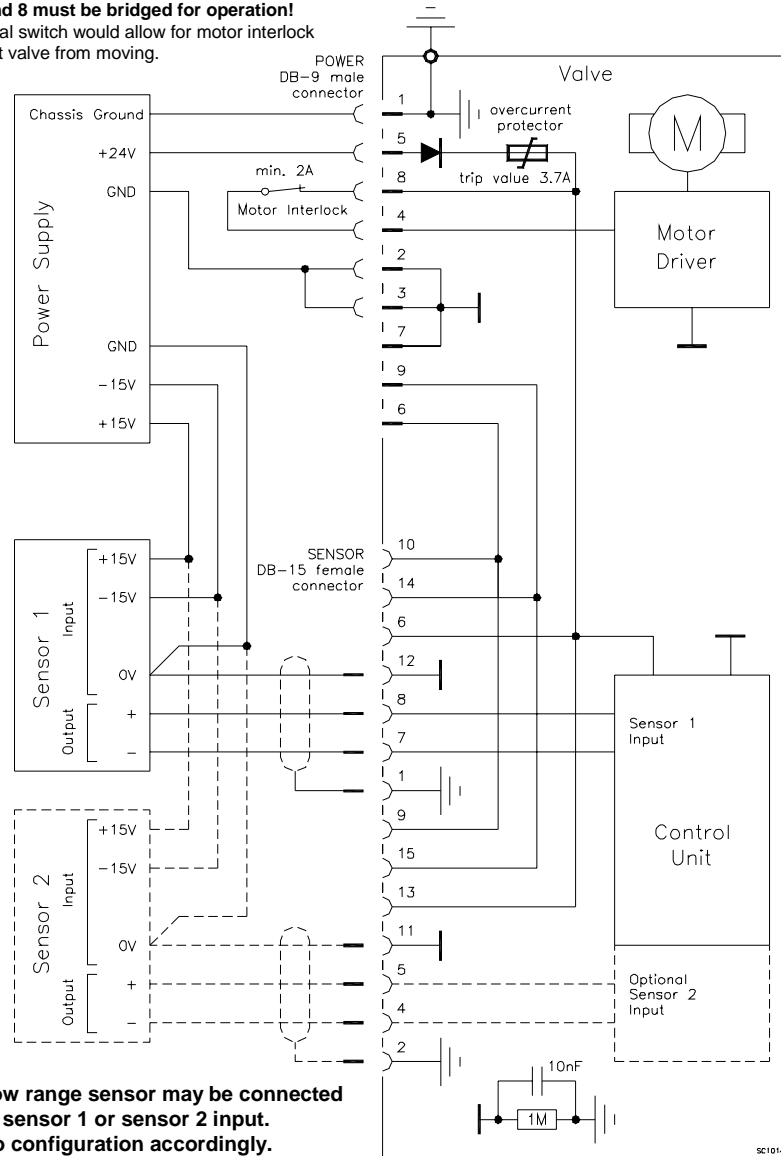 nd 8 must be bridged for operation!
al switch would allow for motor interlock
t valve from moving.
POWER
DB-9 male
connector
Valve
Chassis Ground
+24V
GND
Power Supply
GND
-15V
+15V
min. 2A
Motor Interlock
1
5
8
4
2
3
7
9
6
overcurrent
protector
trip value 3.7A
M
Motor
Driver
SENSOR
DB-15 female
connector
Sensor 1
Input
+15V
-15V
0V
Output
+
-
10
14
6
12
8
7
1
9
15
13
11
5
4
2
Sensor 1
Input
Control
Unit
Optional
Sensor 2
Input
Sensor 2
Input
+15V
-15V
0V
Output
+
-
10nF
1M
ow range sensor may be connected
sensor 1 or sensor 2 input.
o configuration accordingly.